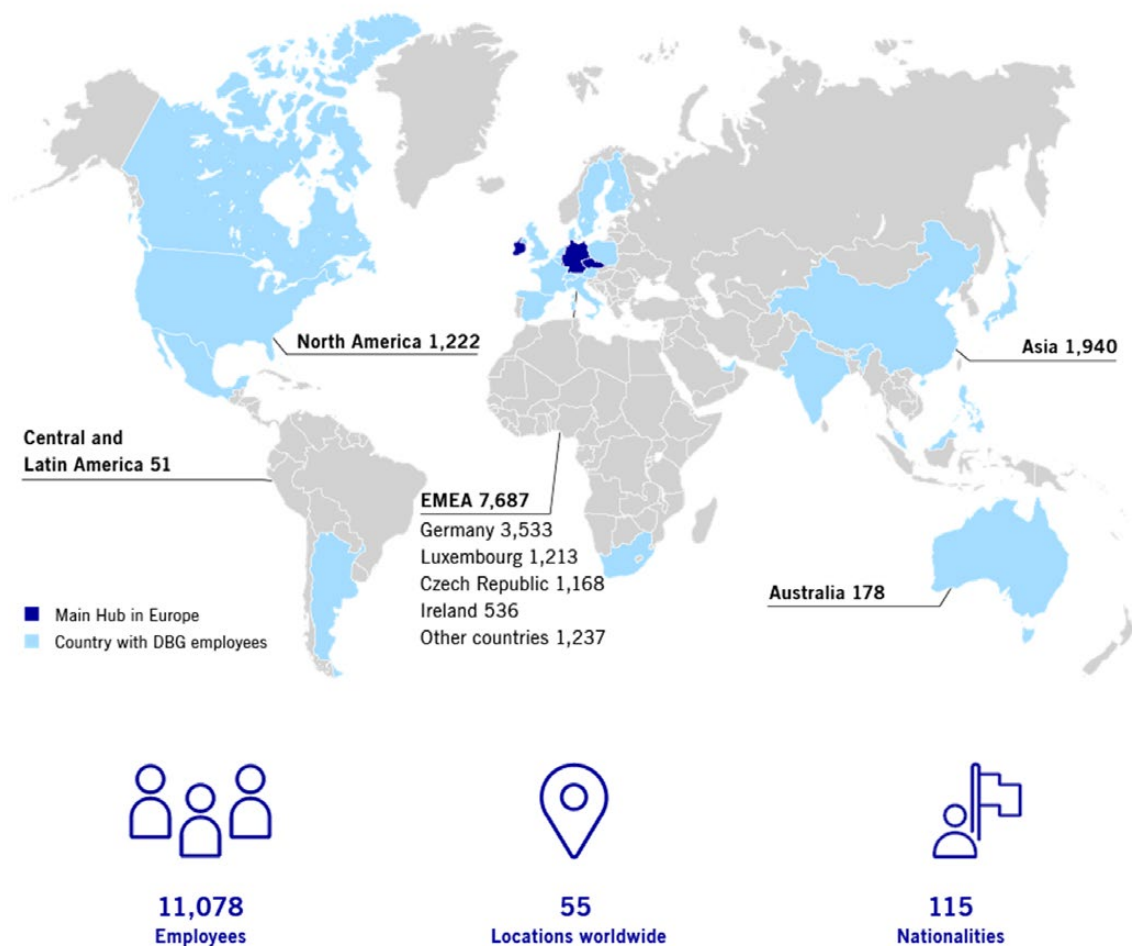 North America 1,222
Asia 1,940
Central and
Latin America 51
EMEA 7,687
Germany 3,533
Luxembourg 1,213
Czech Republic 1,168
Ireland 536
Other countries 1,237
Australia 178
Main Hub in Europe
Country with DBG employees
11,078
Employees
55
Locations worldwide
115
Nationalities